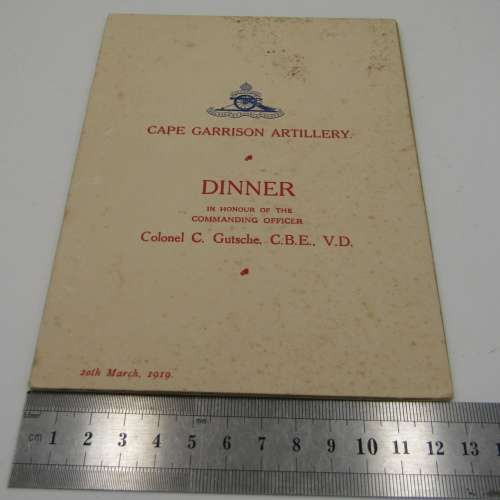 CAPE GARRISON ARTILLERY.
DINNER
IN HONOUR OF THE
COMMANDING OFFICER
Colonel C. Gutsche, C.B.E., V.D.
20th March, 1919.
cm 1 2 3 4 5 6 7 8 9 10 11 12 13